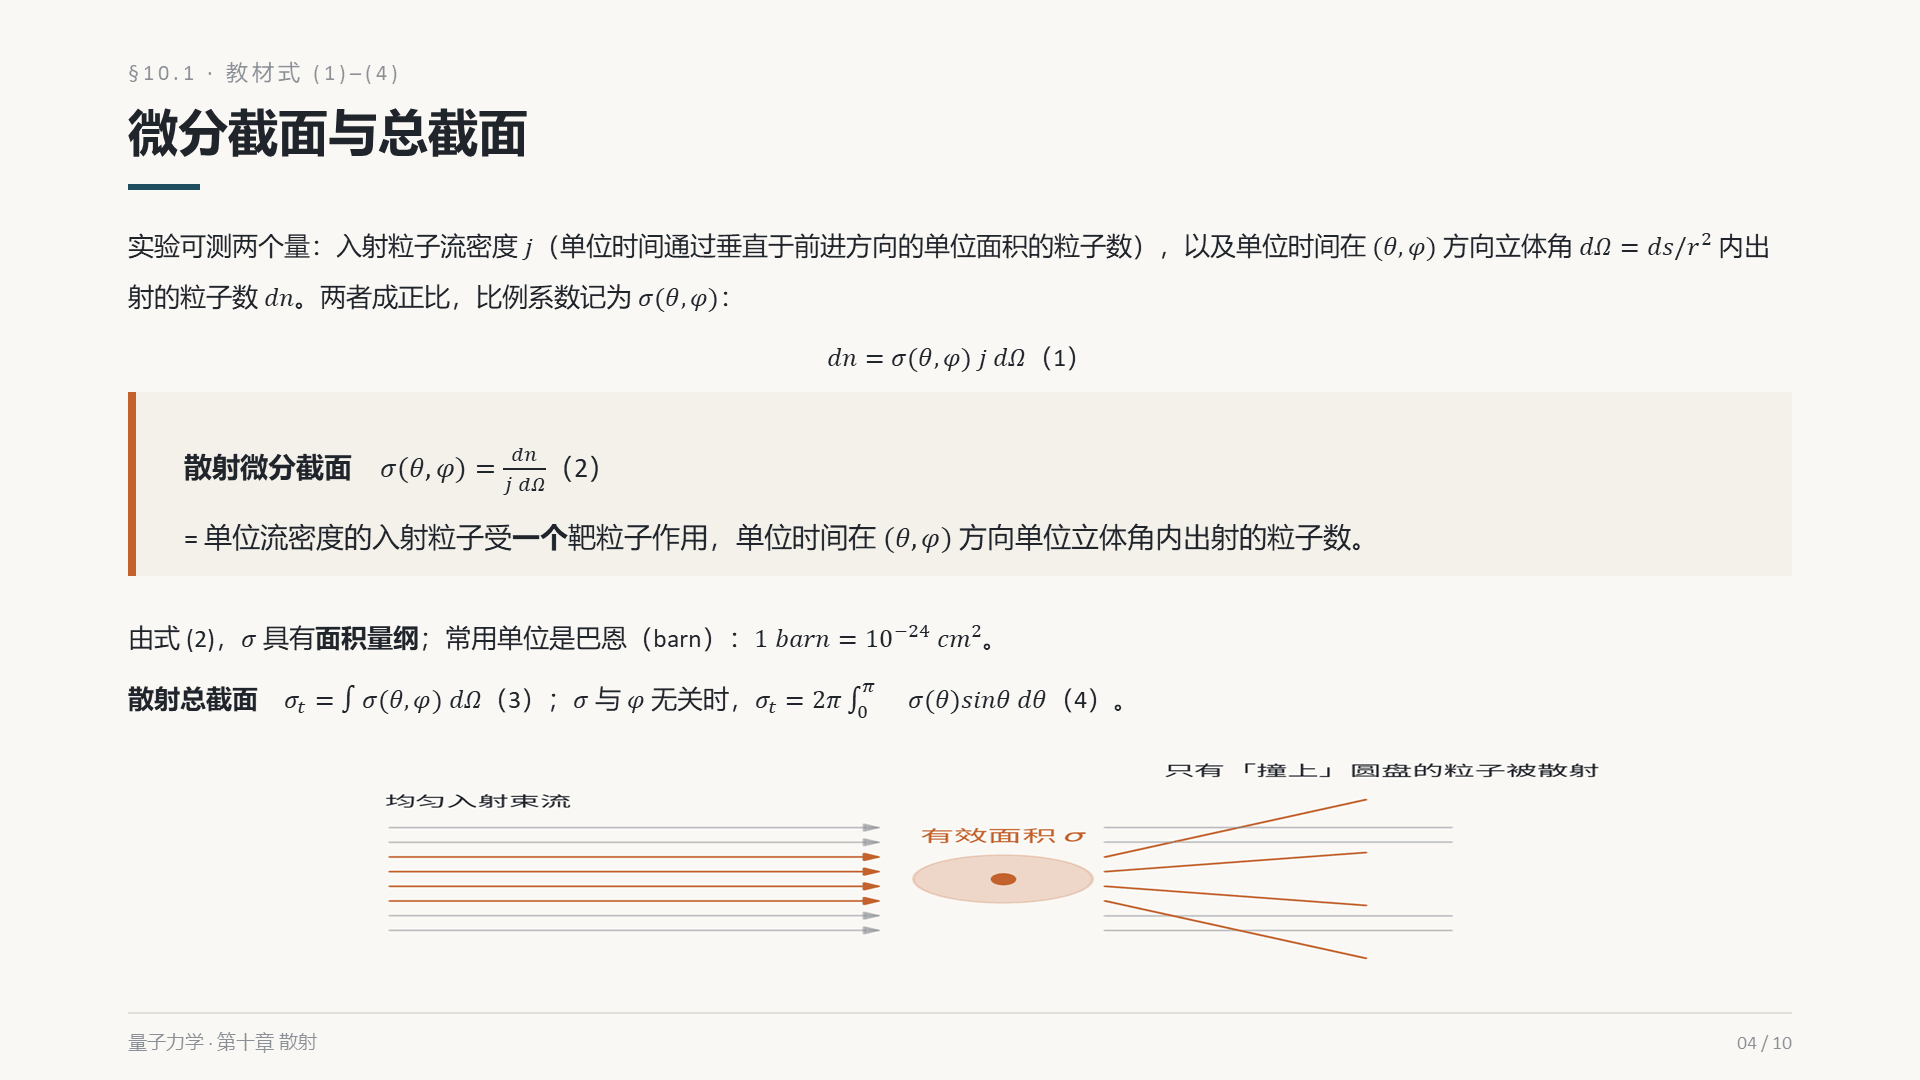 §10.1 · 教材式 (1)–(4)
微分截面与总截面
实验可测两个量：入射粒子流密度 j（单位时间通过垂直于前进方向的单位面积的粒子数），以及单位时间在 (θ,φ) 方向立体角 dΩ = ds/r² 内出
射的粒子数 dn。两者成正比，比例系数记为 σ(θ,φ)：
dn = σ(θ,φ) j dΩ（1）
散射微分截面 σ(θ,φ) = dn/(j dΩ)（2）
= 单位流密度的入射粒子受一个靶粒子作用，单位时间在 (θ,φ) 方向单位立体角内出射的粒子数。
由式 (2)，σ 具有面积量纲；常用单位是巴恩（barn）：1 barn = 10⁻²⁴ cm²。
散射总截面 σₜ = ∫ σ(θ,φ) dΩ（3）；σ 与 φ 无关时，σₜ = 2π ∫₀^π σ(θ)sinθ dθ（4）。
只有「撞上」圆盘的粒子被散射
均匀入射束流
有效面积 σ
量子力学 · 第十章 散射
04 / 10